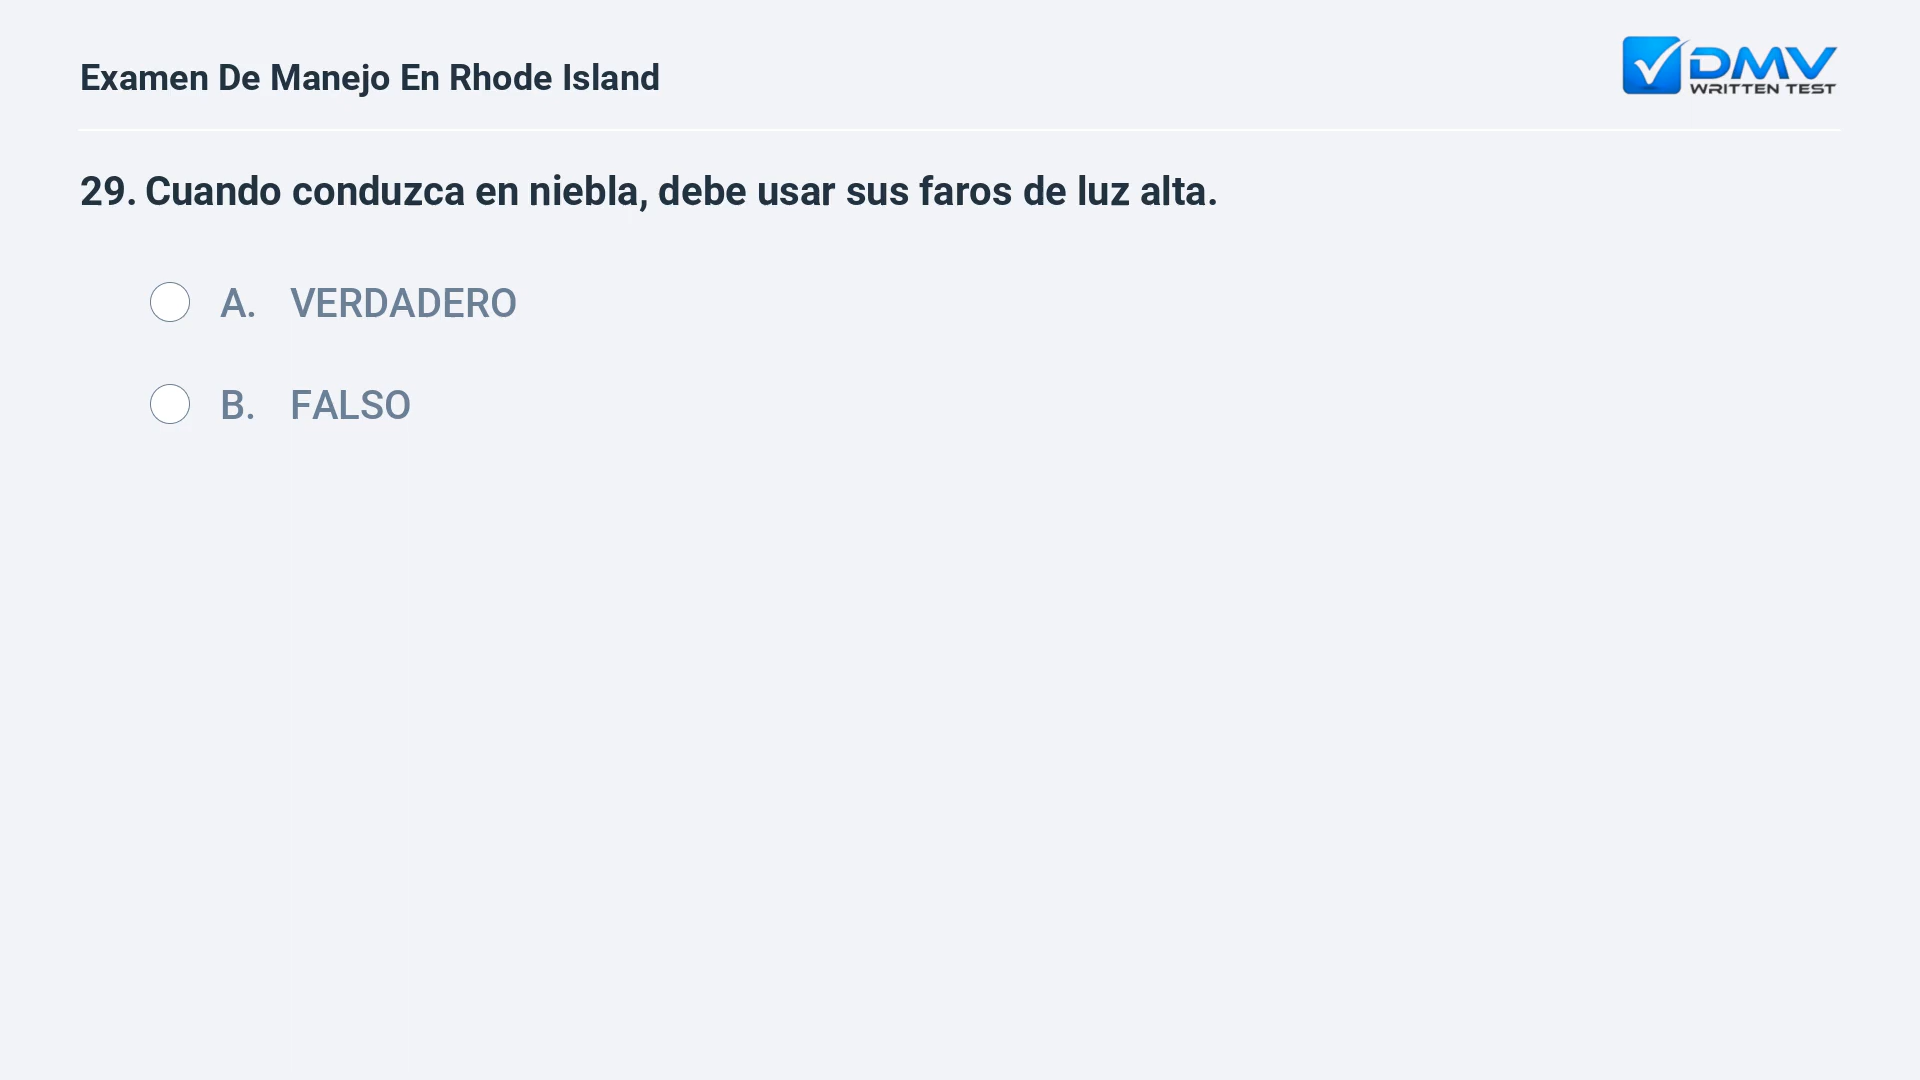 Examen De Manejo En Rhode Island
DMV
WRITTEN TEST
29. Cuando conduzca en niebla, debe usar sus faros de luz alta.
A. VERDADERO
B. FALSO